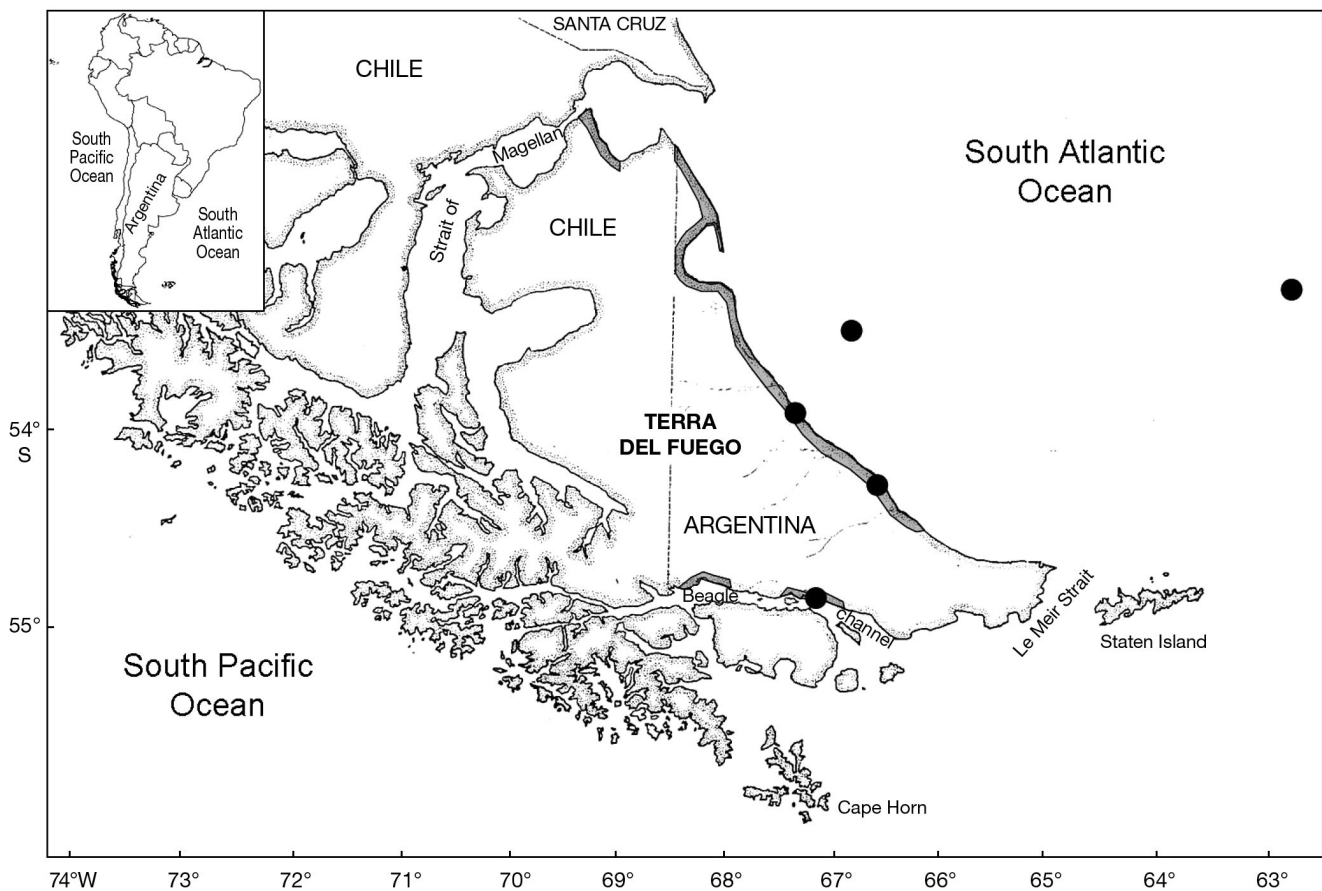 SANTA CRUZ
CHILE
South
Pacific
Ocean
Argentina
South
Atlantic
Ocean
Magellan
Strait of
CHILE
South Atlantic
Ocean
54°
S
TERRA
DEL FUEGO
ARGENTINA
Beagle
Channel
Le Meir Strait
Staten Island
55°
South Pacific
Ocean
Cape Horn
74°W 73° 72° 71° 70° 69° 68° 67° 66° 65° 64° 63°